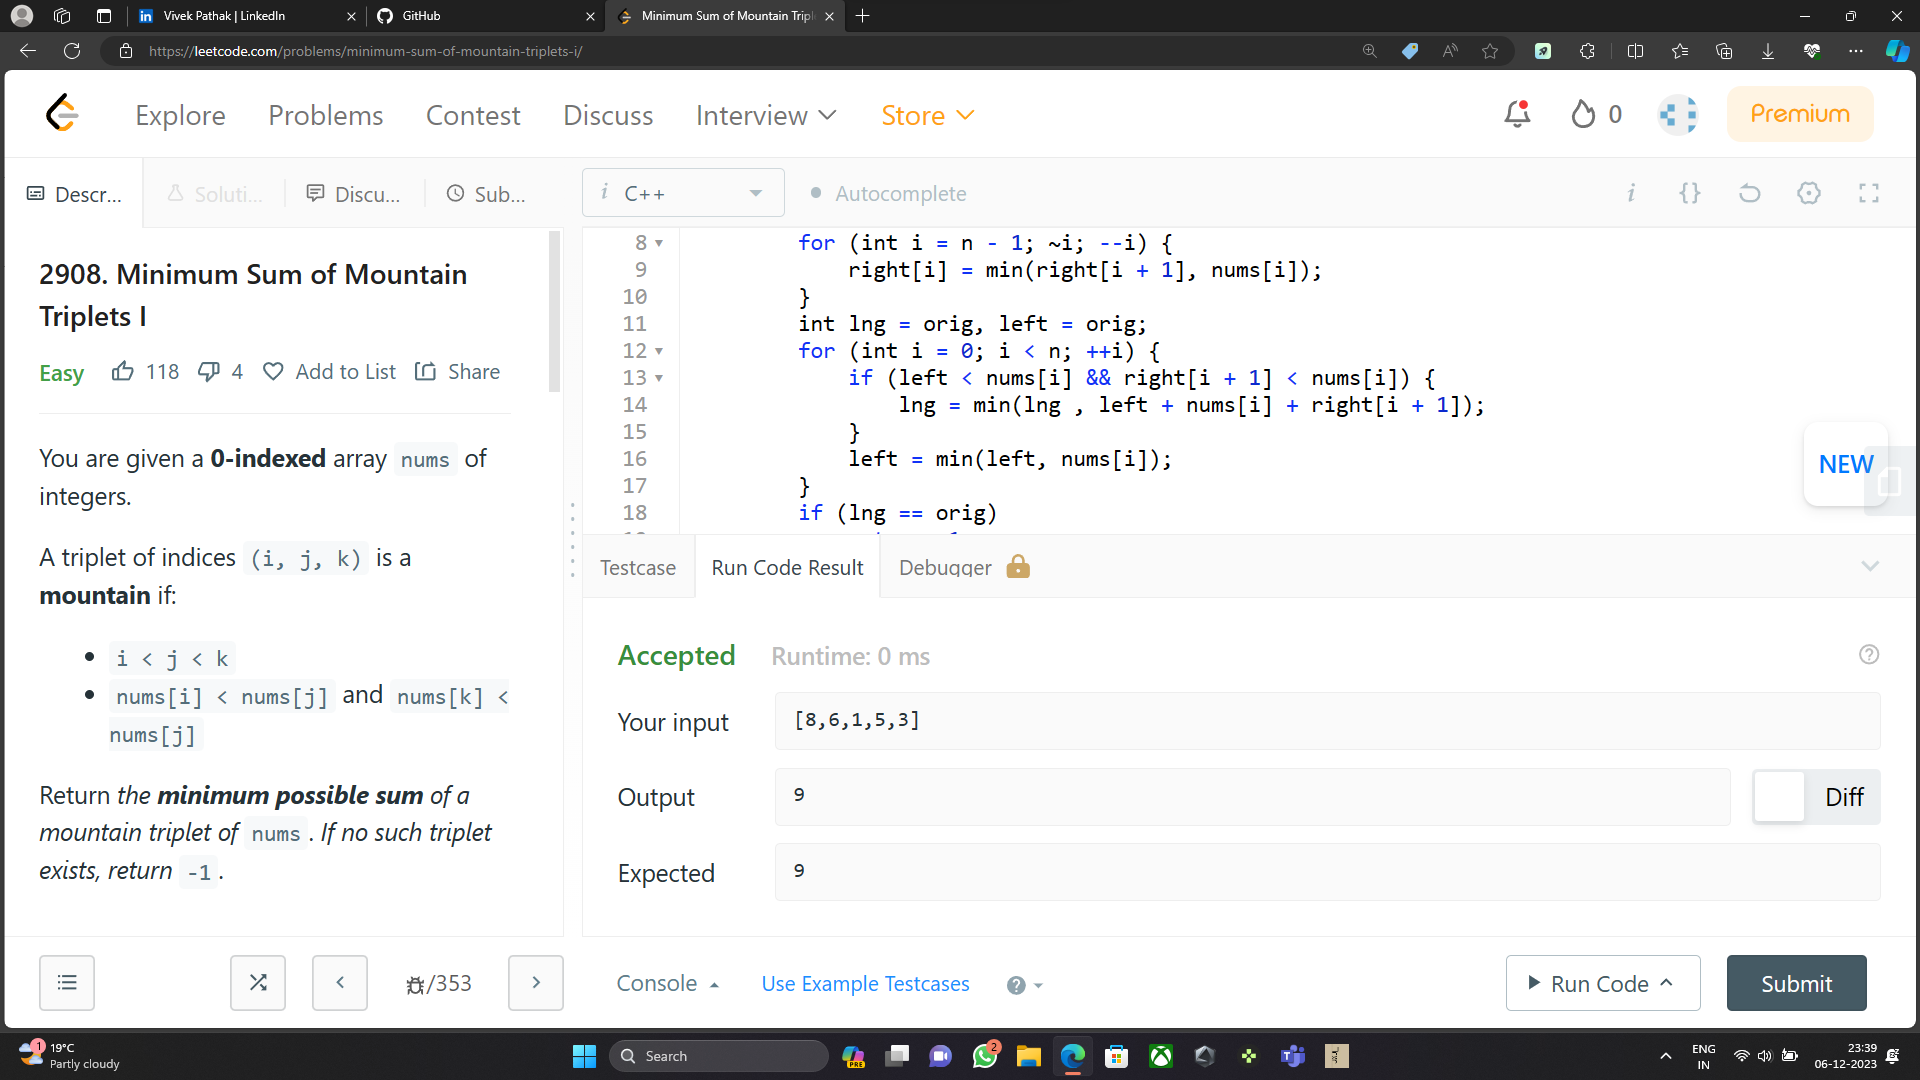 Vivek Pathak | LinkedIn
GitHub
Minimum Sum of Mountain Tripl
https://leetcode.com/problems/minimum-sum-of-mountain-triplets-i/
Explore Problems Contest Discuss Interview Store 0 Premium
Descr... Soluti... Discu... Sub...
i C++ Autocomplete
2908. Minimum Sum of Mountain
Triplets I
Easy 118 4 Add to List Share
You are given a 0-indexed array nums of
integers.
A triplet of indices (i, j, k) is a
mountain if:
i < j < k
nums[i] < nums[j] and nums[k] <
nums[j]
Return the minimum possible sum of a
mountain triplet of nums. If no such triplet
exists, return -1.
8 for (int i = n - 1; ~i; --i) {
9 right[i] = min(right[i + 1], nums[i]);
10 }
11 int lng = orig, left = orig;
12 for (int i = 0; i < n; ++i) {
13 if (left < nums[i] && right[i + 1] < nums[i]) {
14 lng = min(lng , left + nums[i] + right[i + 1]);
15 }
16 left = min(left, nums[i]);
17 }
18 if (lng == orig)
NEW
Testcase Run Code Result Debugger
Accepted Runtime: 0 ms
Your input [8,6,1,5,3]
Output 9 Diff
Expected 9
/353
Console Use Example Testcases Run Code Submit
1 19°C
Partly cloudy
Search
PRE
2
ENG
IN
23:39
06-12-2023